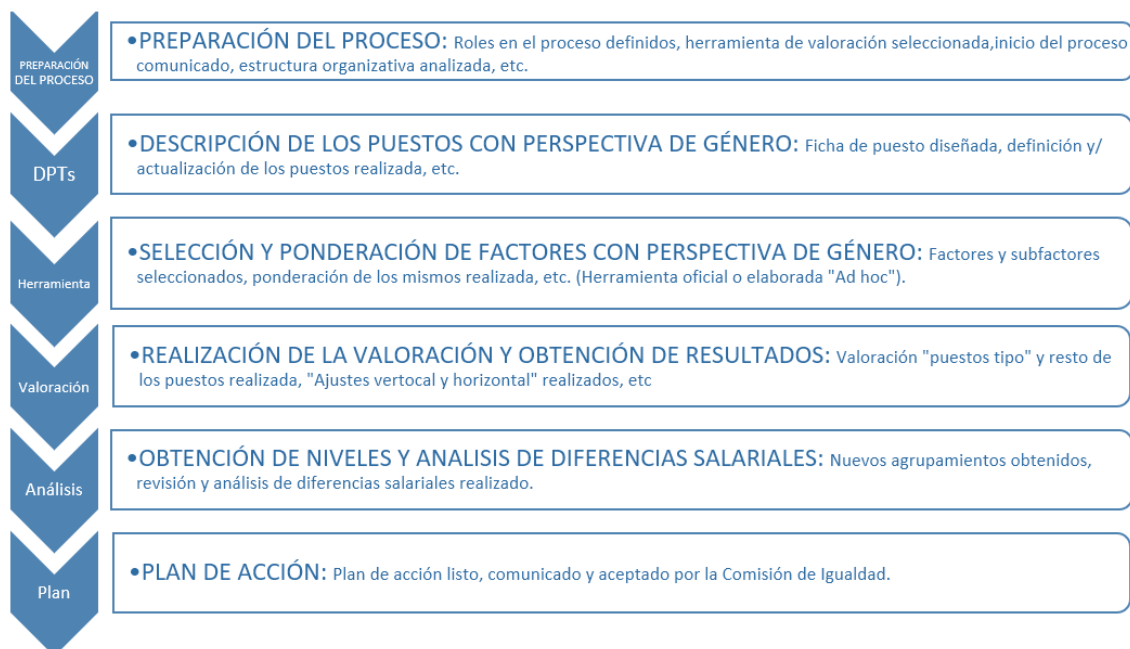 PREPARACIÓN
DEL PROCESO
•PREPARACIÓN DEL PROCESO: Roles en el proceso definidos, herramienta de valoración seleccionada,inicio del proceso
comunicado, estructura organizativa analizada, etc.
DPTs
•DESCRIPCIÓN DE LOS PUESTOS CON PERSPECTIVA DE GÉNERO: Ficha de puesto diseñada, definición y/
actualización de los puestos realizada, etc.
Herramienta
•SELECCIÓN Y PONDERACIÓN DE FACTORES CON PERSPECTIVA DE GÉNERO: Factores y subfactores
seleccionados, ponderación de los mismos realizada, etc. (Herramienta oficial o elaborada "Ad hoc").
Valoración
•REALIZACIÓN DE LA VALORACIÓN Y OBTENCIÓN DE RESULTADOS: Valoración "puestos tipo" y resto de
los puestos realizada, "Ajustes vertocal y horizontal" realizados, etc
Análisis
•OBTENCIÓN DE NIVELES Y ANALISIS DE DIFERENCIAS SALARIALES: Nuevos agrupamientos obtenidos,
revisión y análisis de diferencias salariales realizado.
Plan
•PLAN DE ACCIÓN: Plan de acción listo, comunicado y aceptado por la Comisión de Igualdad.